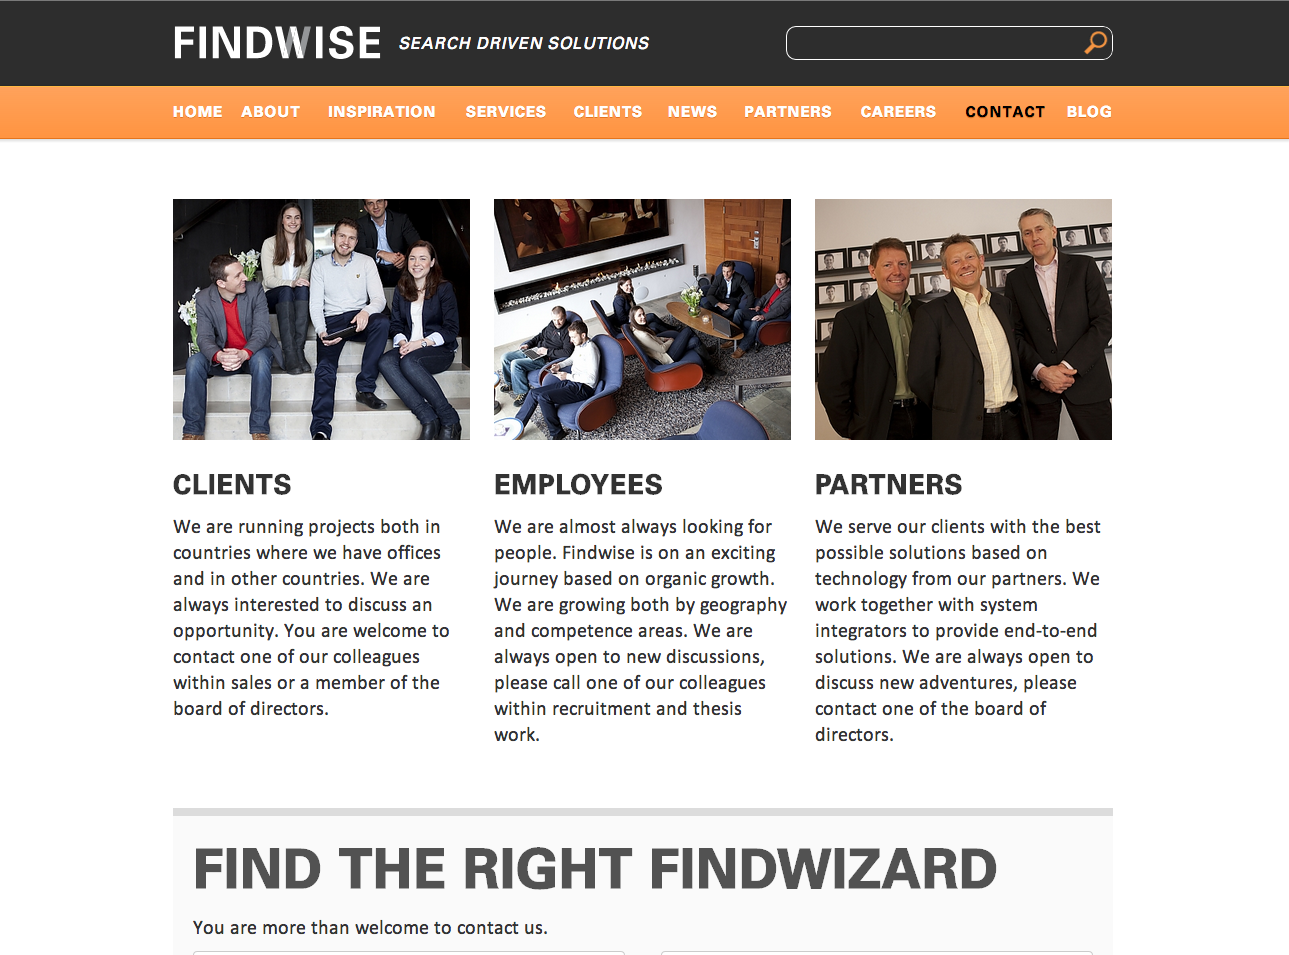 FINDWISE SEARCH DRIVEN SOLUTIONS
HOME ABOUT INSPIRATION SERVICES CLIENTS NEWS PARTNERS CAREERS CONTACT BLOG
CLIENTS
We are running projects both in
countries where we have offices
and in other countries. We are
always interested to discuss an
opportunity. You are welcome to
contact one of our colleagues
within sales or a member of the
board of directors.
EMPLOYEES
We are almost always looking for
people. Findwise is on an exciting
journey based on organic growth.
We are growing both by geography
and competence areas. We are
always open to new discussions,
please call one of our colleagues
within recruitment and thesis
work.
PARTNERS
We serve our clients with the best
possible solutions based on
technology from our partners. We
work together with system
integrators to provide end-to-end
solutions. We are always open to
discuss new adventures, please
contact one of the board of
directors.
FIND THE RIGHT FINDWIZARD
You are more than welcome to contact us.